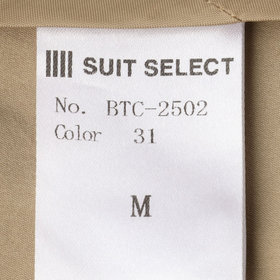 SUIT SELECT
No. BTC-2502
Color 31
M